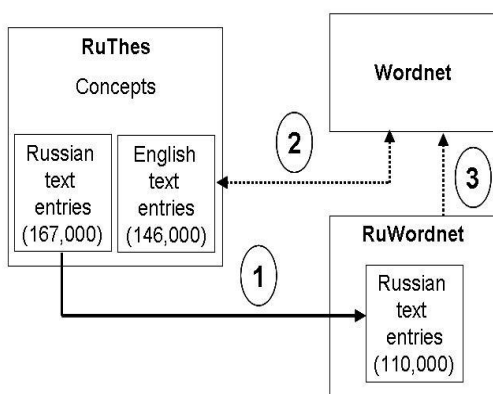 RuThes
Concepts
Russian
text
entries
(167,000)
English
text
entries
(146,000)
Wordnet
2
3
1
RuWordnet
Russian
text
entries
(110,000)